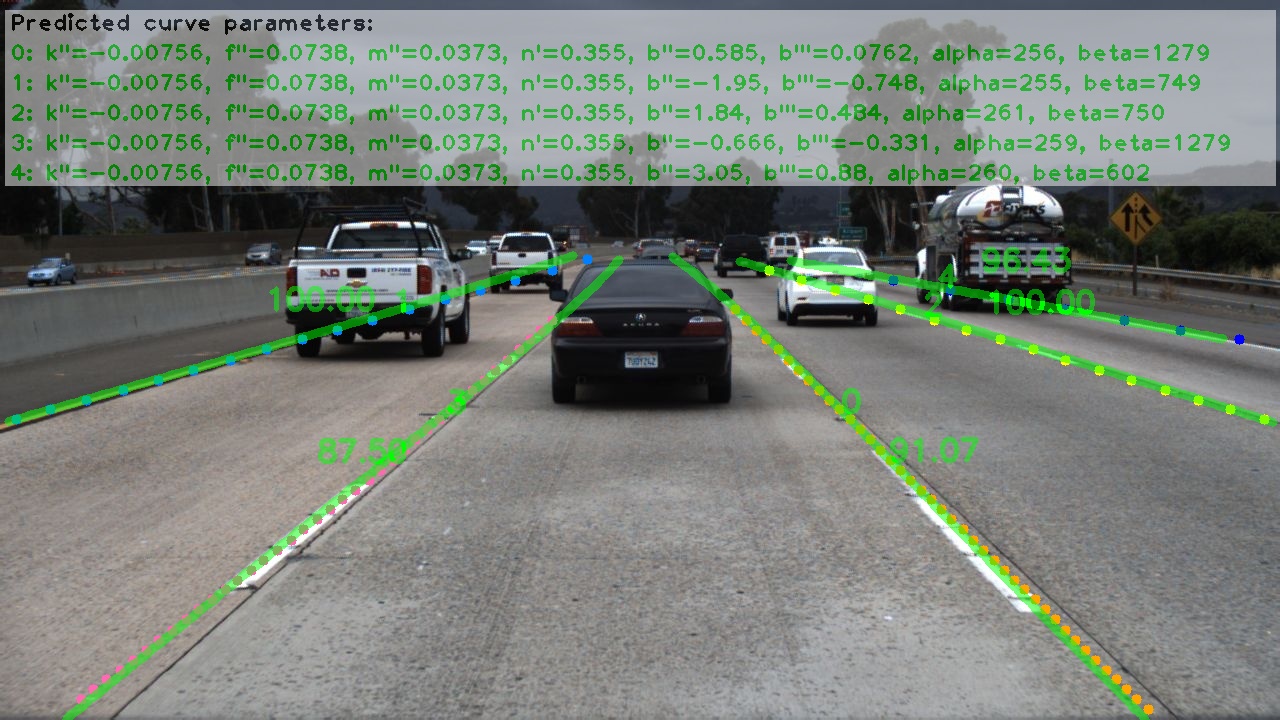 Predicted curve parameters:
0: k"=-0.00756, f"=0.0738, m"=0.0373, n'=0.355, b"=0.585, b'"=0.0762, alpha=256, beta=1279
1: k"=-0.00756, f"=0.0738, m"=0.0373, n'=0.355, b"=-1.95, b'"=-0.748, alpha=255, beta=749
2: k"=-0.00756, f"=0.0738, m"=0.0373, n'=0.355, b"=1.84, b'"=0.484, alpha=261, beta=750
3: k"=-0.00756, f"=0.0738, m"=0.0373, n'=0.355, b"=-0.666, b'"=-0.331, alpha=259, beta=1279
4: k"=-0.00756, f"=0.0738, m"=0.0373, n'=0.355, b"=3.05, b'"=0.88, alpha=260, beta=602
96.43
4
100.00 1
2 100.00
ACURA
3
0
87.50
91.07